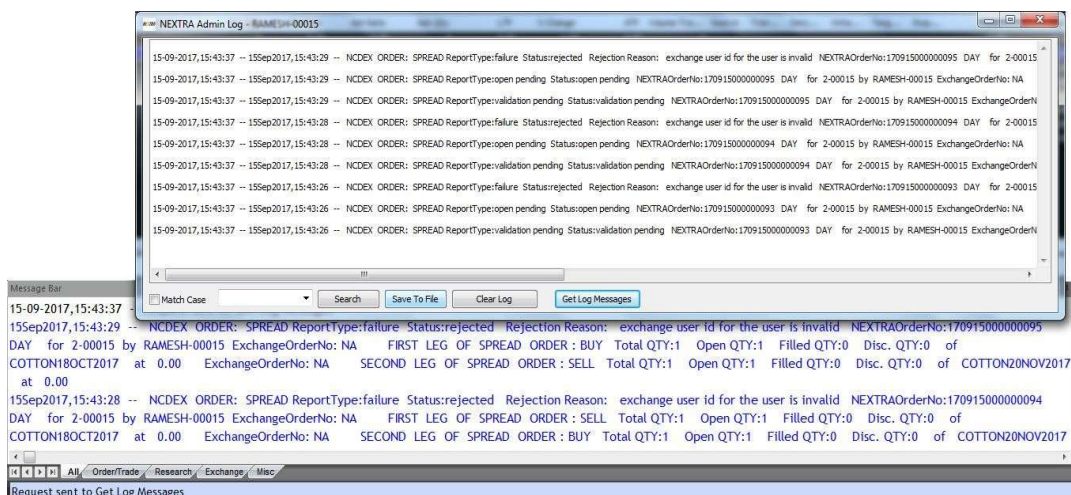 NEXTRA Admin Log - RAMESH-00015
15-09-2017,15:43:37 -- 15Sep2017,15:43:29 -- NCDEX ORDER: SPREAD ReportType:failure Status:rejected Rejection Reason: exchange user id for the user is invalid NEXTRAOrderNo:170915000000095 DAY for 2-00015
15-09-2017,15:43:37 -- 15Sep2017,15:43:29 -- NCDEX ORDER: SPREAD ReportType:open pending Status:open pending NEXTRAOrderNo:170915000000095 DAY for 2-00015 by RAMESH-00015 ExchangeOrderNo: NA
15-09-2017,15:43:37 -- 15Sep2017,15:43:29 -- NCDEX ORDER: SPREAD ReportType:validation pending Status:validation pending NEXTRAOrderNo:170915000000095 DAY for 2-00015 by RAMESH-00015 ExchangeOrderN
15-09-2017,15:43:37 -- 15Sep2017,15:43:28 -- NCDEX ORDER: SPREAD ReportType:failure Status:rejected Rejection Reason: exchange user id for the user is invalid NEXTRAOrderNo:170915000000094 DAY for 2-00015
15-09-2017,15:43:37 -- 15Sep2017,15:43:28 -- NCDEX ORDER: SPREAD ReportType:open pending Status:open pending NEXTRAOrderNo:170915000000094 DAY for 2-00015 by RAMESH-00015 ExchangeOrderNo: NA
15-09-2017,15:43:37 -- 15Sep2017,15:43:28 -- NCDEX ORDER: SPREAD ReportType:validation pending Status:validation pending NEXTRAOrderNo:170915000000094 DAY for 2-00015 by RAMESH-00015 ExchangeOrderN
15-09-2017,15:43:37 -- 15Sep2017,15:43:26 -- NCDEX ORDER: SPREAD ReportType:failure Status:rejected Rejection Reason: exchange user id for the user is invalid NEXTRAOrderNo:170915000000093 DAY for 2-00015
15-09-2017,15:43:37 -- 15Sep2017,15:43:26 -- NCDEX ORDER: SPREAD ReportType:open pending Status:open pending NEXTRAOrderNo:170915000000093 DAY for 2-00015 by RAMESH-00015 ExchangeOrderNo: NA
15-09-2017,15:43:37 -- 15Sep2017,15:43:26 -- NCDEX ORDER: SPREAD ReportType:validation pending Status:validation pending NEXTRAOrderNo:170915000000093 DAY for 2-00015 by RAMESH-00015 ExchangeOrderN
Match Case Search Save To File Clear Log Get Log Messages
Message Bar
15-09-2017,15:43:37 -
15Sep2017,15:43:29 -- NCDEX ORDER: SPREAD ReportType:failure Status:rejected Rejection Reason: exchange user id for the user is invalid NEXTRAOrderNo:170915000000095
DAY for 2-00015 by RAMESH-00015 ExchangeOrderNo: NA FIRST LEG OF SPREAD ORDER : BUY Total QTY:1 Open QTY:1 Filled QTY:0 Disc. QTY:0 of
COTTON18OCT2017 at 0.00 ExchangeOrderNo: NA SECOND LEG OF SPREAD ORDER : SELL Total QTY:1 Open QTY:1 Filled QTY:0 Disc. QTY:0 of COTTON20NOV2017
at 0.00
15Sep2017,15:43:28 -- NCDEX ORDER: SPREAD ReportType:failure Status:rejected Rejection Reason: exchange user id for the user is invalid NEXTRAOrderNo:170915000000094
DAY for 2-00015 by RAMESH-00015 ExchangeOrderNo: NA FIRST LEG OF SPREAD ORDER : SELL Total QTY:1 Open QTY:1 Filled QTY:0 Disc. QTY:0 of
COTTON18OCT2017 at 0.00 ExchangeOrderNo: NA SECOND LEG OF SPREAD ORDER : BUY Total QTY:1 Open QTY:1 Filled QTY:0 Disc. QTY:0 of COTTON20NOV2017
All Order/Trade Research Exchange Misc
Request sent to Get Log Messages